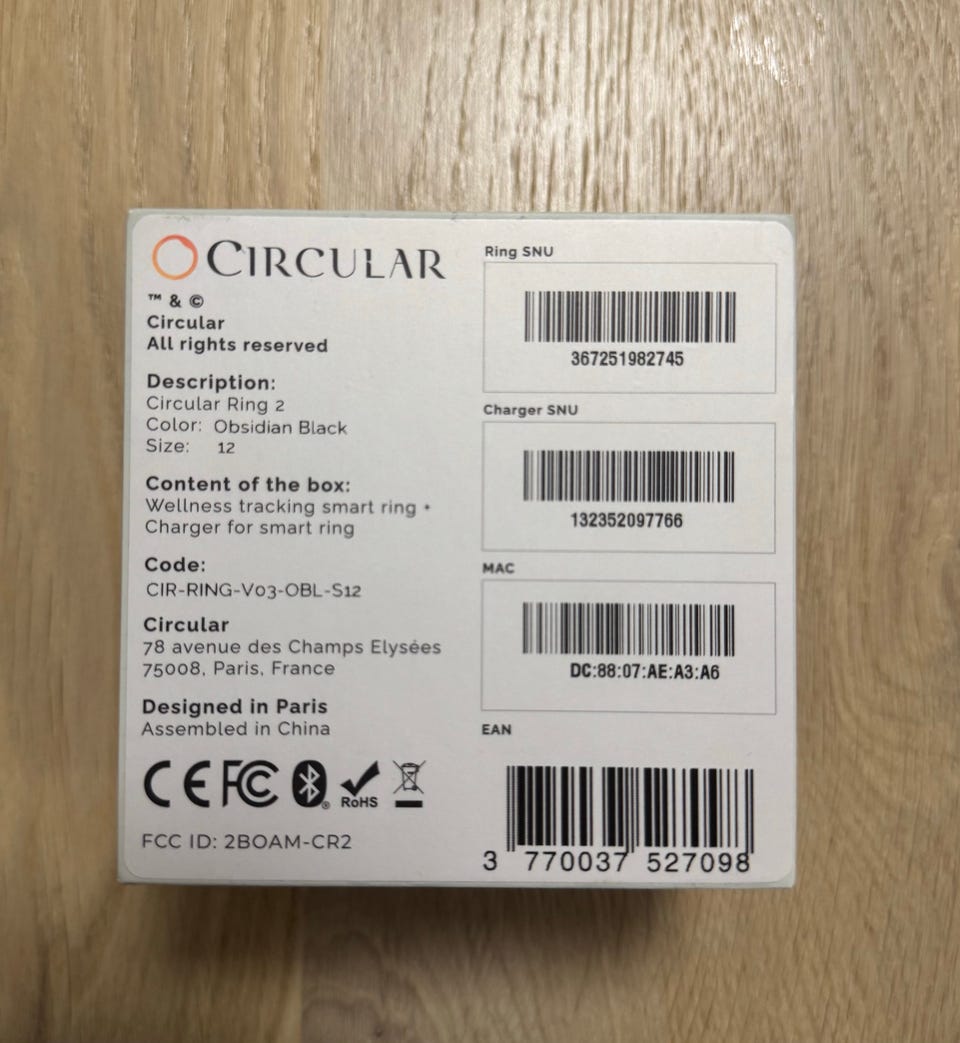 CIRCULAR
™ & ©
Circular
All rights reserved
Description:
Circular Ring 2
Color: Obsidian Black
Size: 12
Content of the box:
Wellness tracking smart ring +
Charger for smart ring
Code:
CIR-RING-V03-OBL-S12
Circular
78 avenue des Champs Elysées
75008, Paris, France
Designed in Paris
Assembled in China
CE FC ® RoHS
FCC ID: 2BOAM-CR2
Ring SNU
367251982745
Charger SNU
132352097766
MAC
DC:88:07:AE:A3:A6
EAN
3 770037 527098